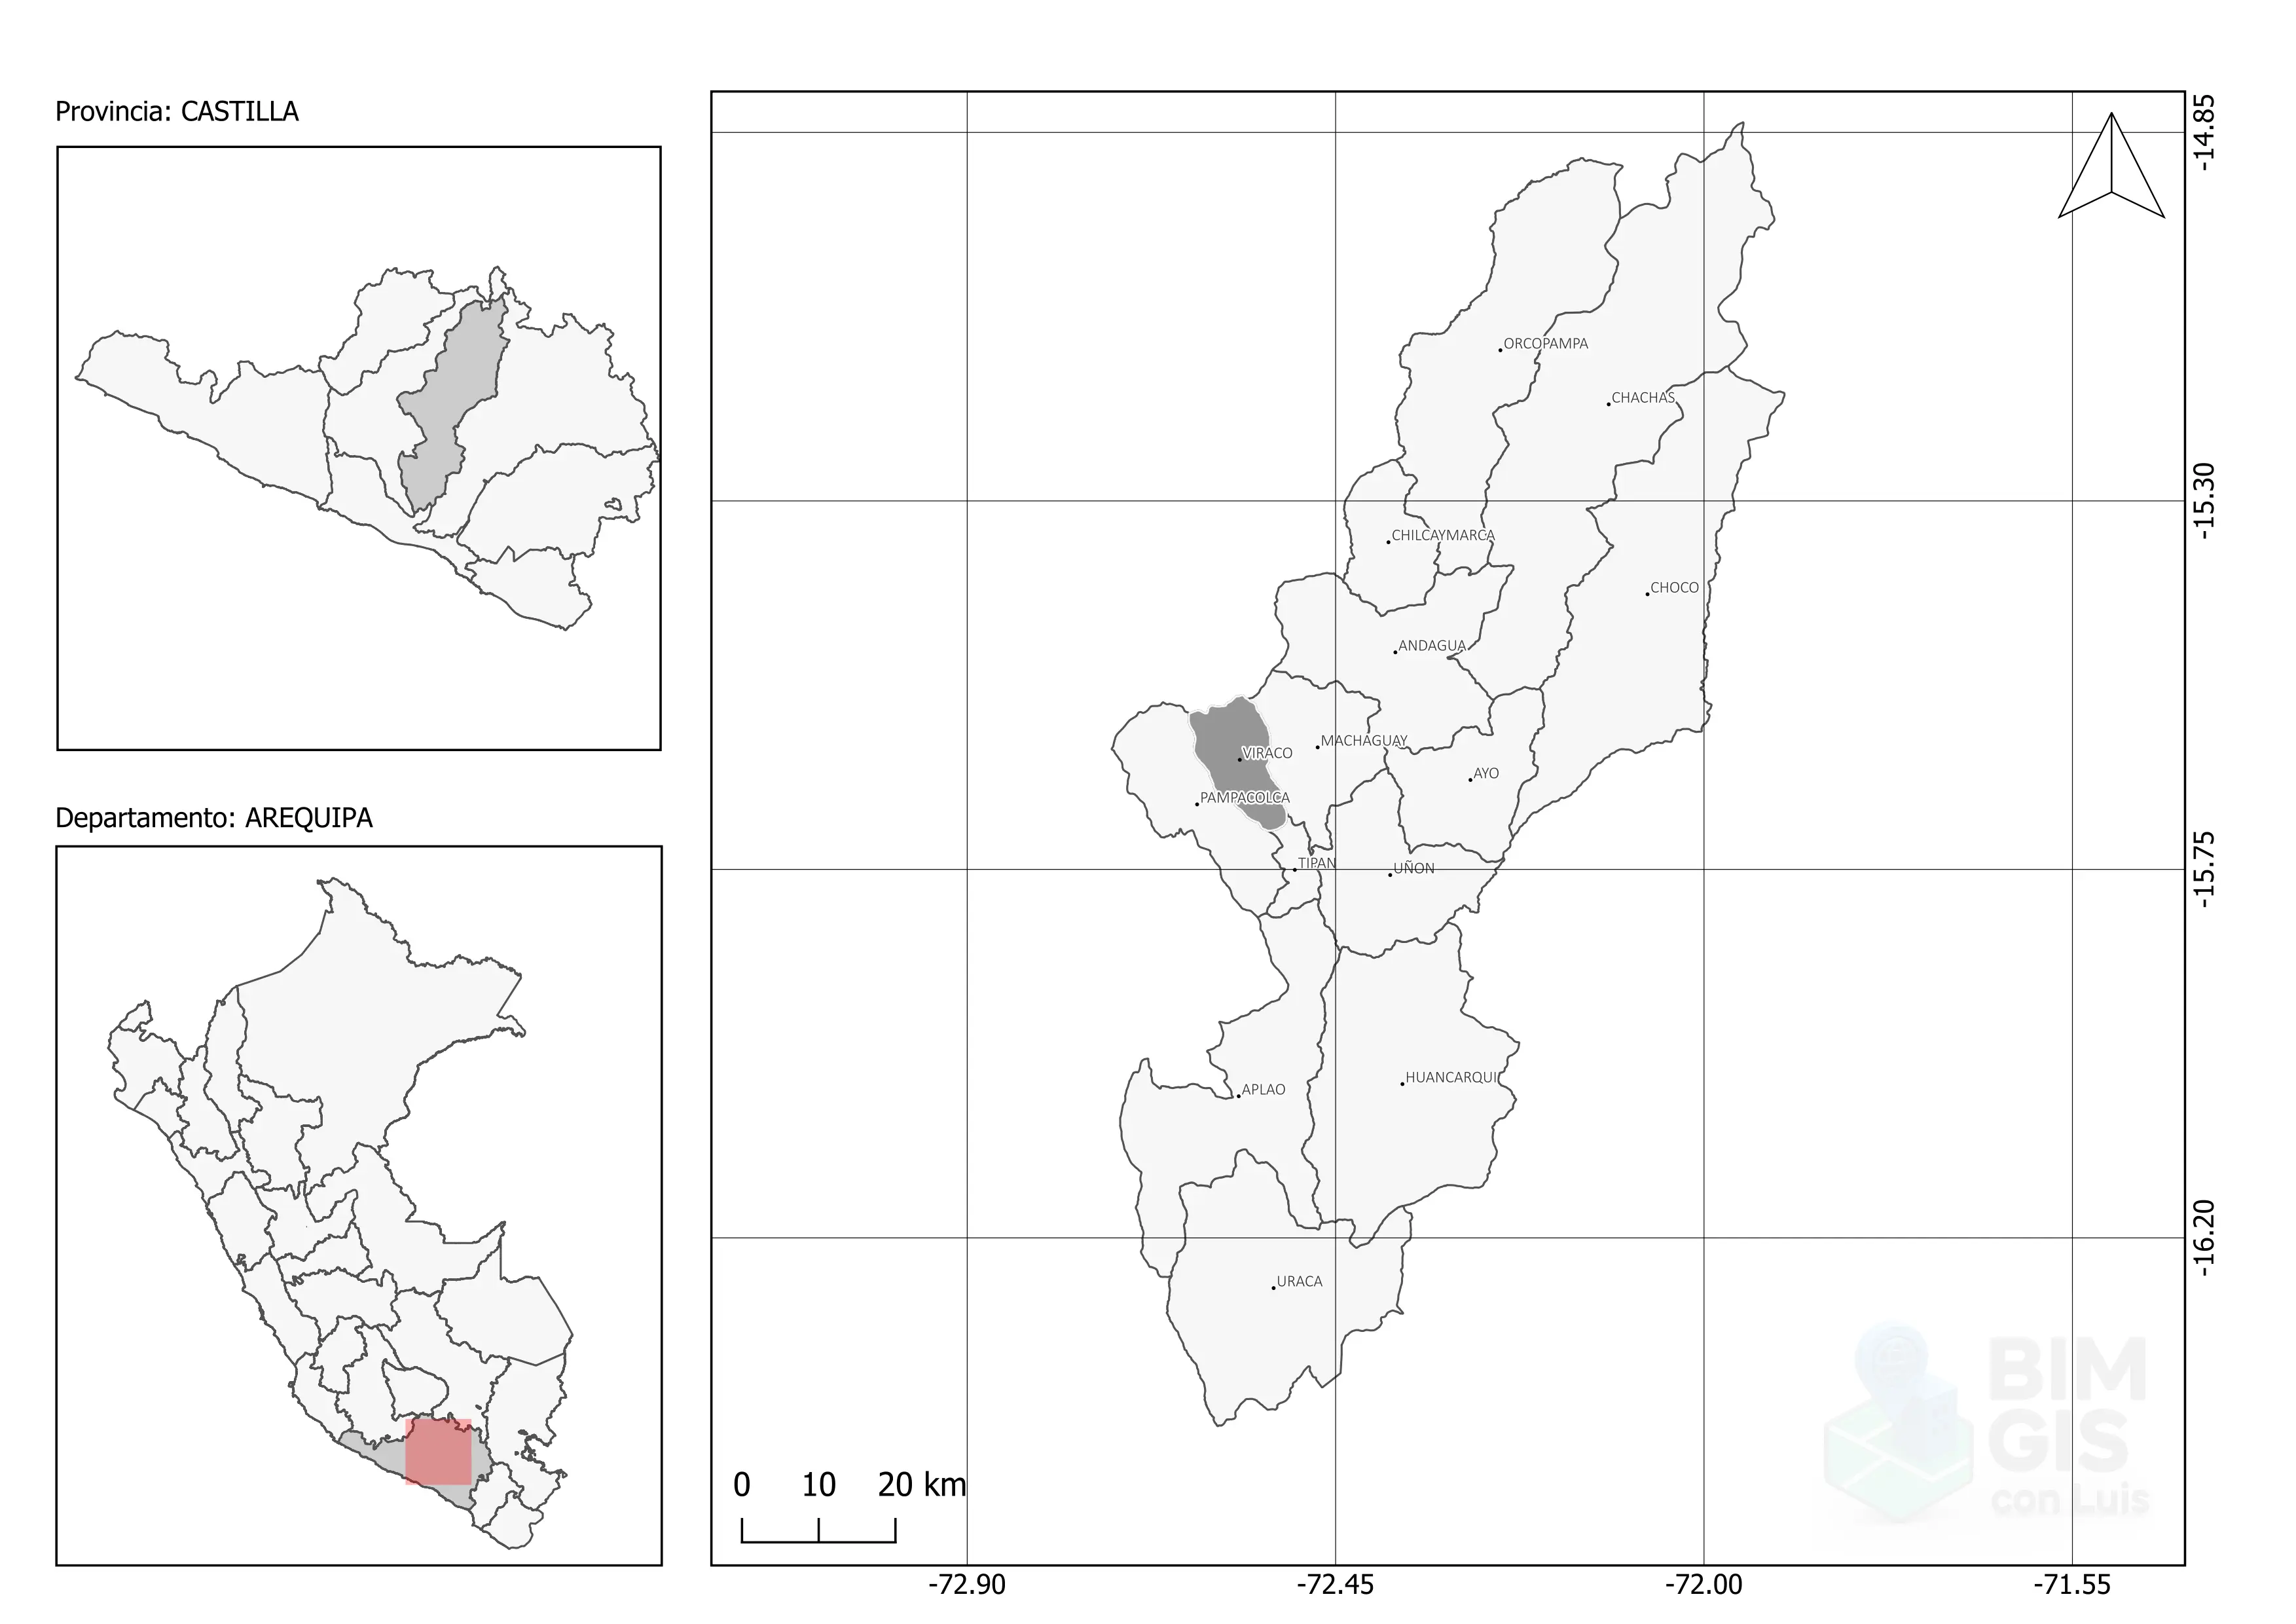 Provincia: CASTILLA
Departamento: AREQUIPA
ORCOPAMPA
CHACHAS
CHILCAYMARCA
CHOCO
ANDAGUA
MACHAGUAY
VIRACO
AYO
PAMPACOLCA
TIPAN
UÑON
HUANCARQUI
APLAO
URACA
-14.85
-15.30
-15.75
-16.20
0 10 20 km
-72.90 -72.45 -72.00 -71.55
BIM
GIS
con Luis